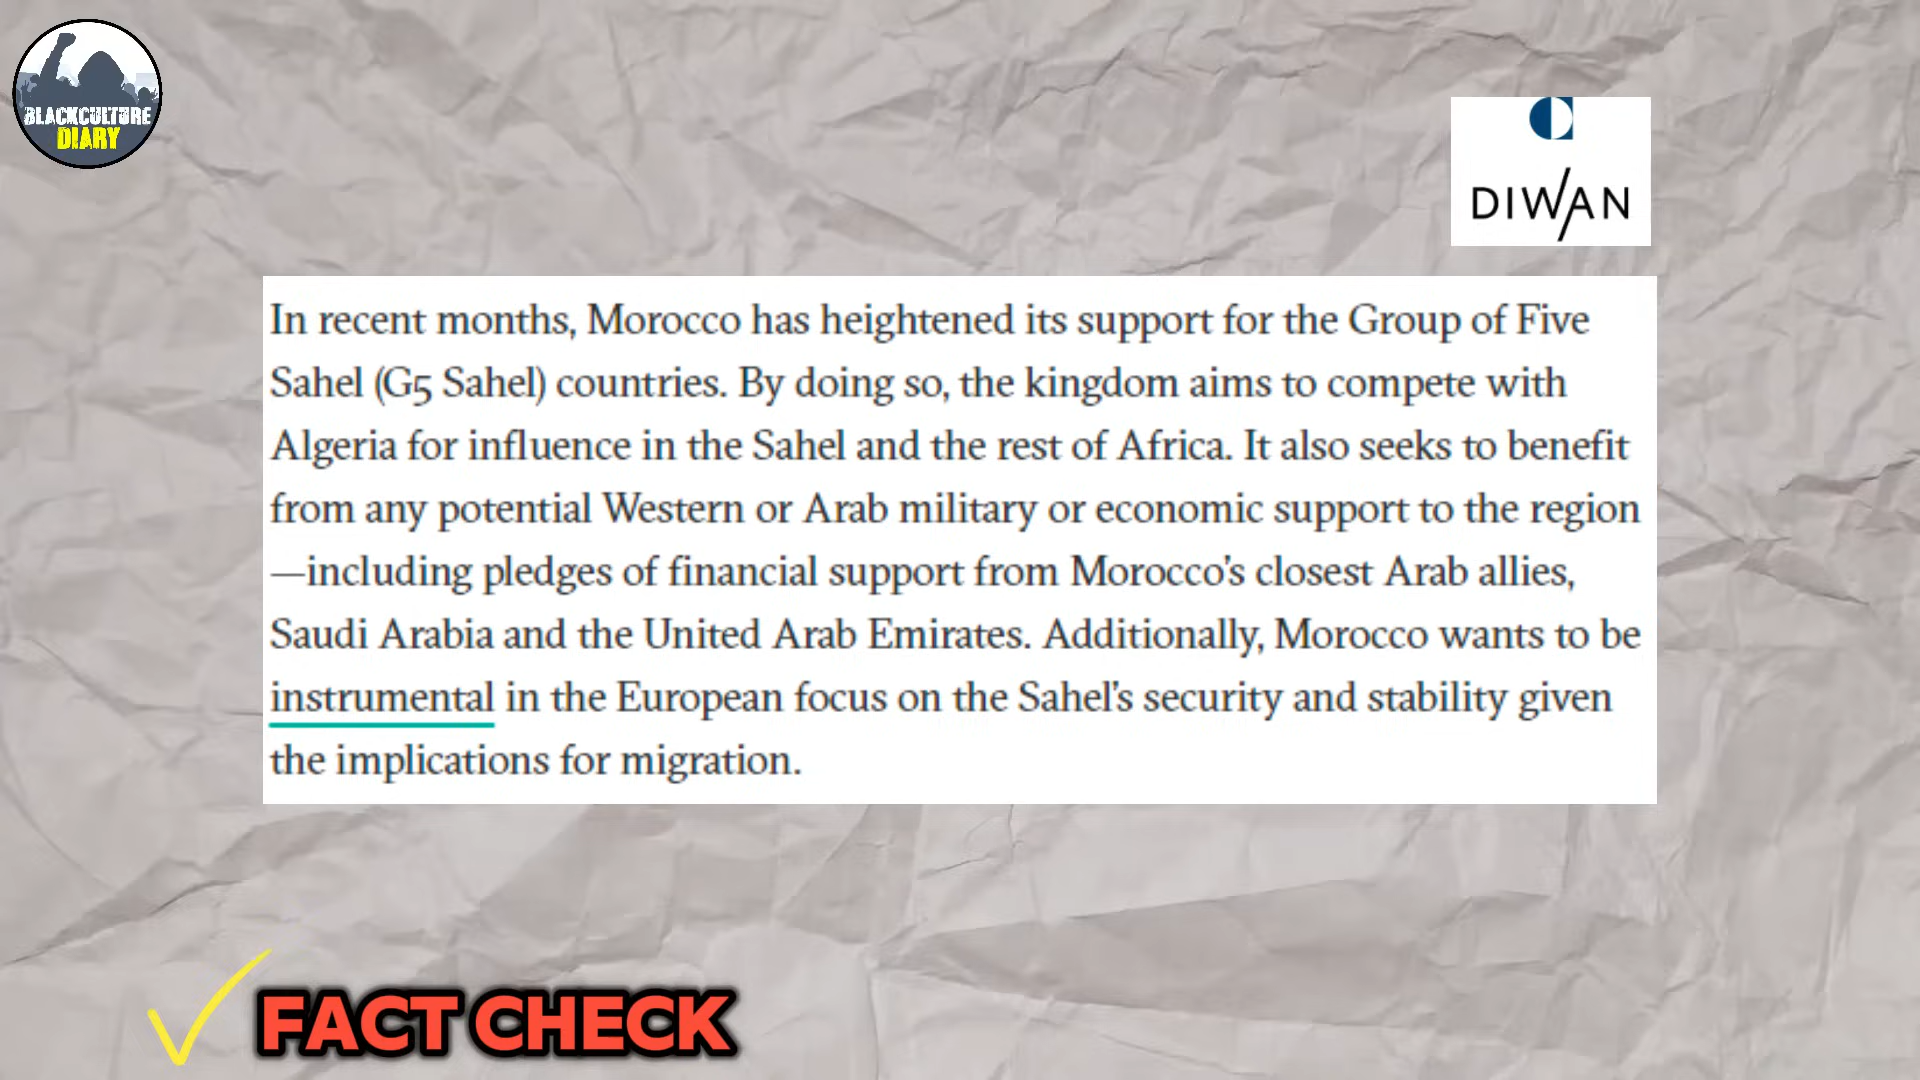 BLACKCULTURE
DIARY
DIWAN
In recent months, Morocco has heightened its support for the Group of Five
Sahel (G5 Sahel) countries. By doing so, the kingdom aims to compete with
Algeria for influence in the Sahel and the rest of Africa. It also seeks to benefit
from any potential Western or Arab military or economic support to the region
—including pledges of financial support from Morocco’s closest Arab allies,
Saudi Arabia and the United Arab Emirates. Additionally, Morocco wants to be
instrumental in the European focus on the Sahel’s security and stability given
the implications for migration.
FACT CHECK